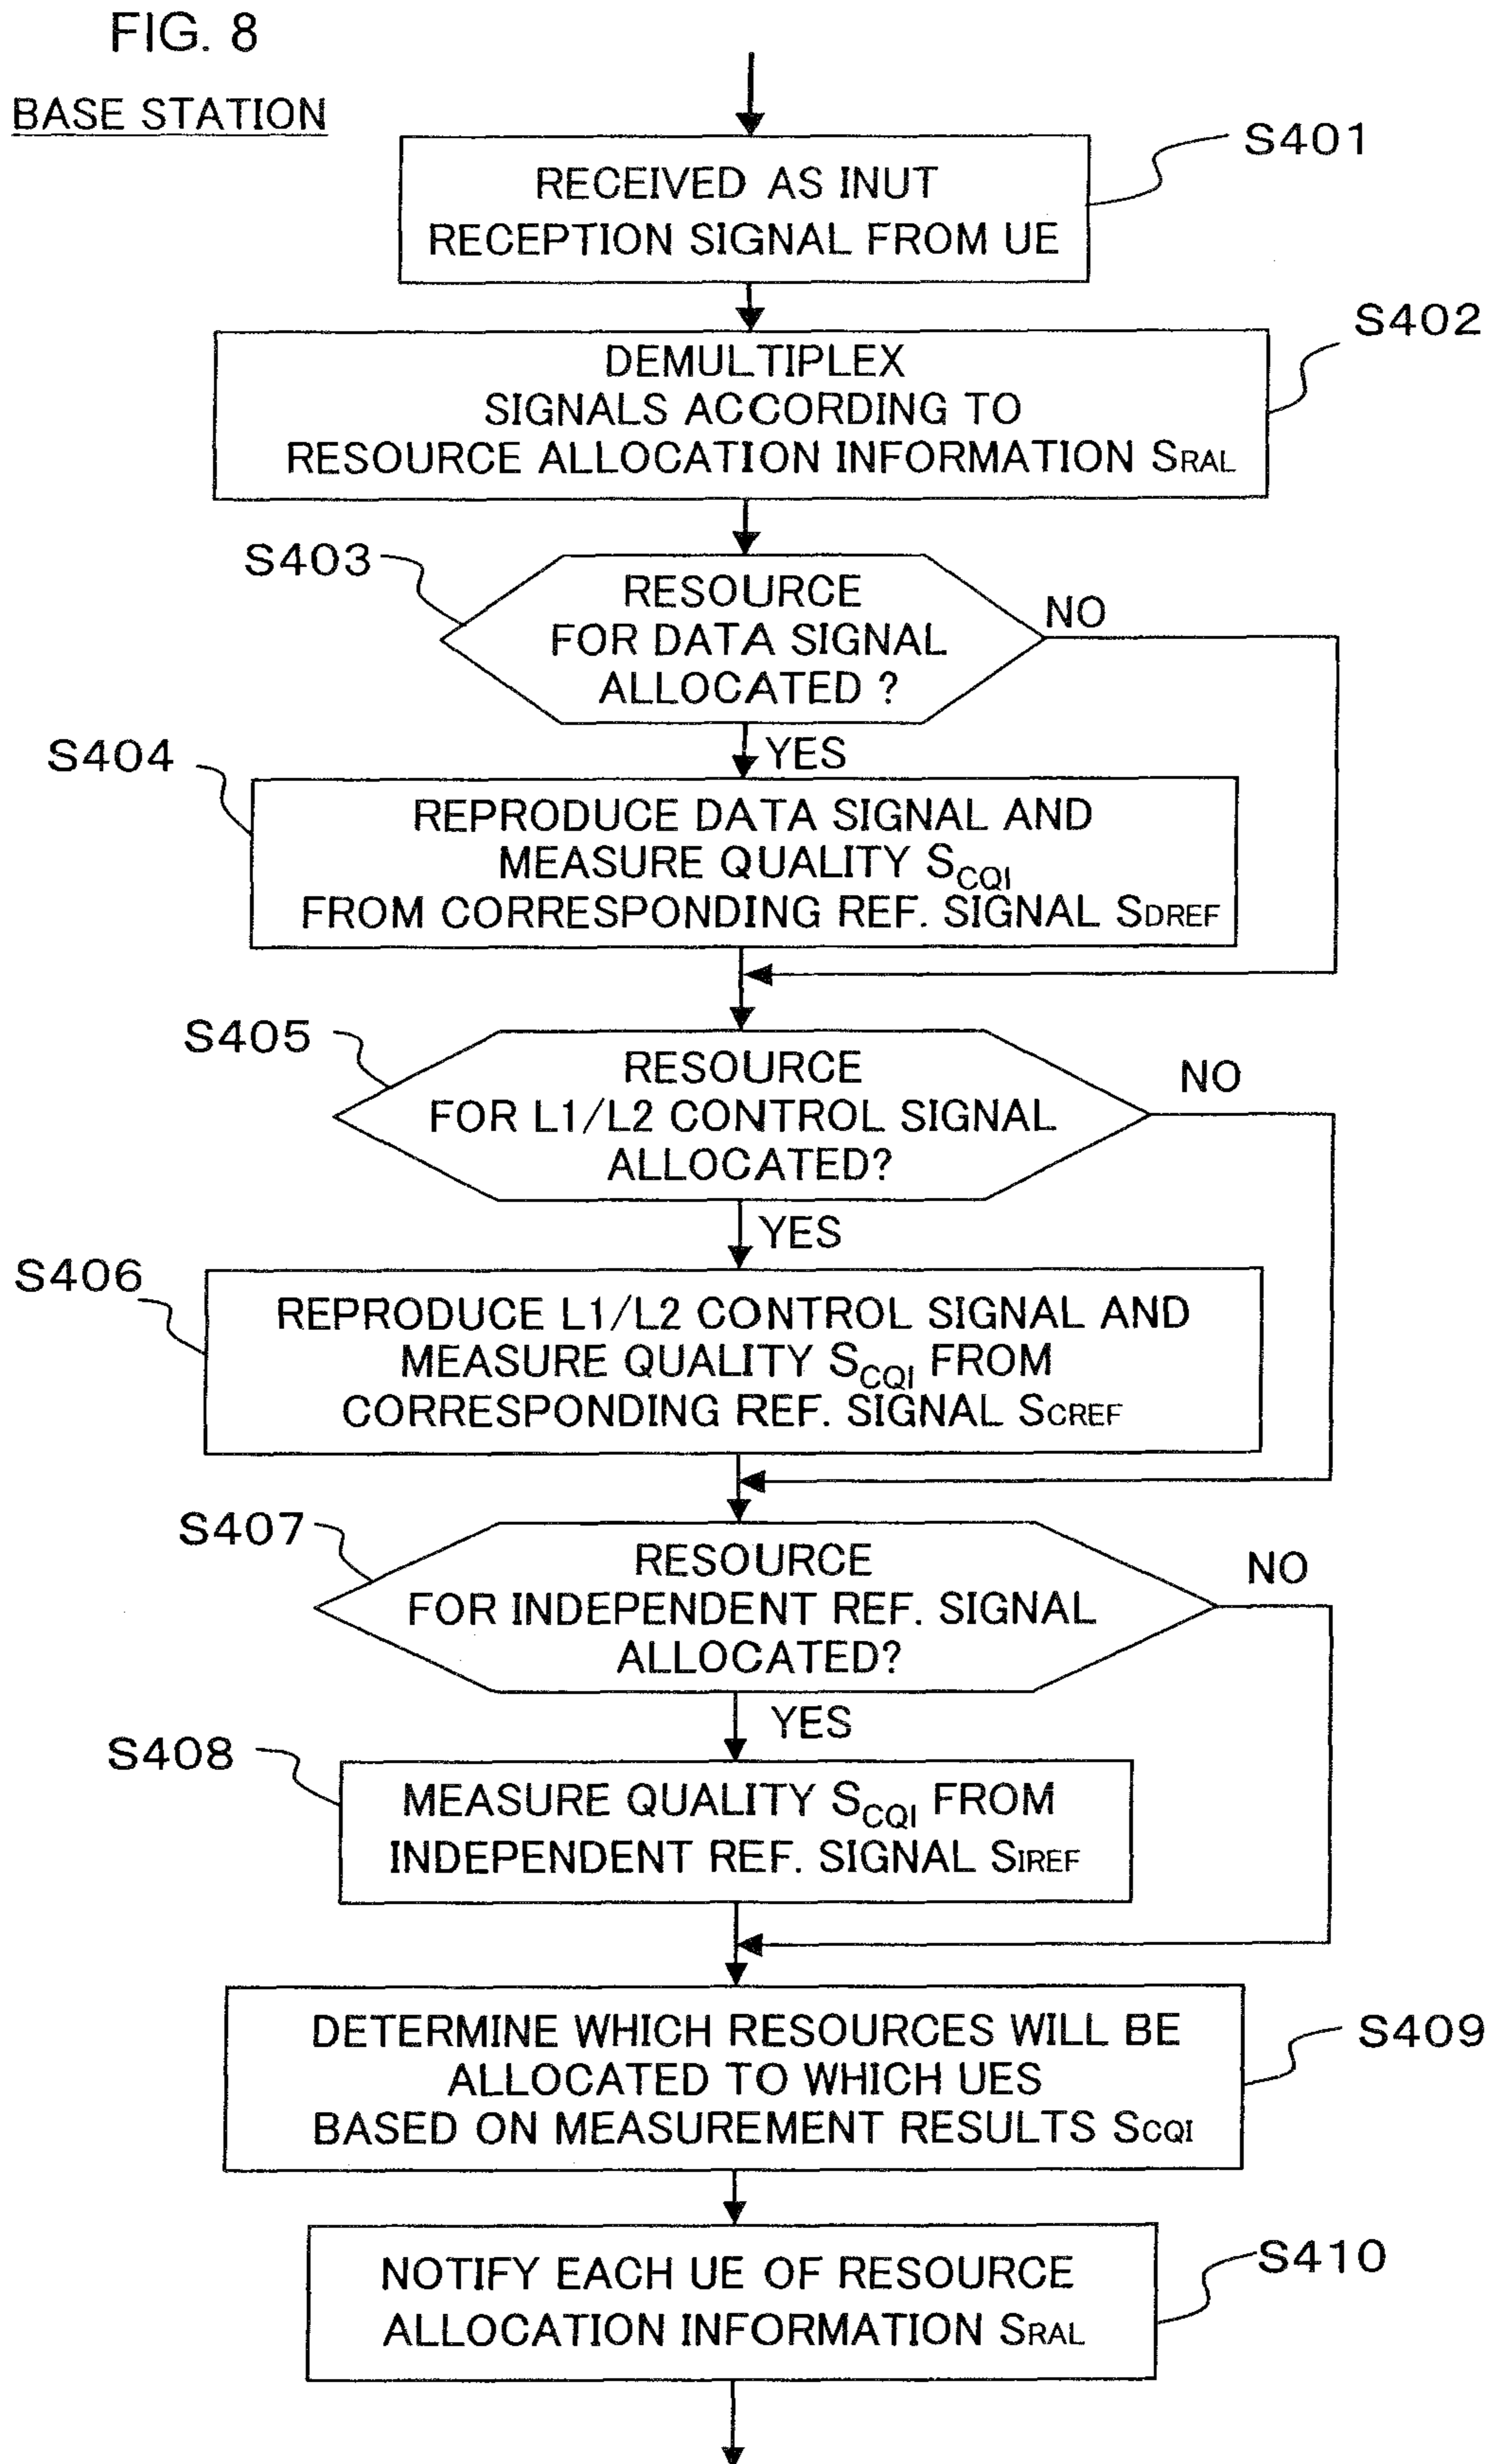 FIG. 8
BASE STATION
RECEIVED AS INUT
RECEPTION SIGNAL FROM UE
S401
DEMULTIPLEX
SIGNALS ACCORDING TO
RESOURCE ALLOCATION INFORMATION SRAL
S402
S403
RESOURCE
FOR DATA SIGNAL
ALLOCATED ?
NO
YES
S404
REPRODUCE DATA SIGNAL AND
MEASURE QUALITY SCQI
FROM CORRESPONDING REF. SIGNAL SDREF
S405
RESOURCE
FOR L1/L2 CONTROL SIGNAL
ALLOCATED?
NO
YES
S406
REPRODUCE L1/L2 CONTROL SIGNAL AND
MEASURE QUALITY SCQI FROM
CORRESPONDING REF. SIGNAL SCREF
S407
RESOURCE
FOR INDEPENDENT REF. SIGNAL
ALLOCATED?
NO
YES
S408
MEASURE QUALITY SCQI FROM
INDEPENDENT REF. SIGNAL SIREF
DETERMINE WHICH RESOURCES WILL BE
ALLOCATED TO WHICH UES
BASED ON MEASUREMENT RESULTS SCQI
S409
NOTIFY EACH UE OF RESOURCE
ALLOCATION INFORMATION SRAL
S410